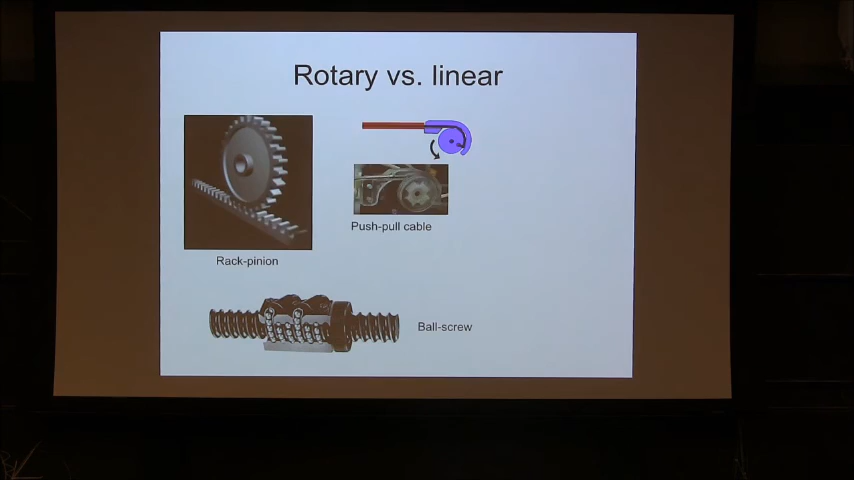 Rotary vs. linear
Push-pull cable
Rack-pinion
Ball-screw